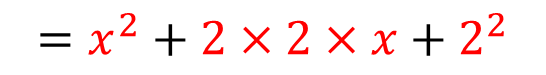 = x² + 2 × 2 × x + 2²